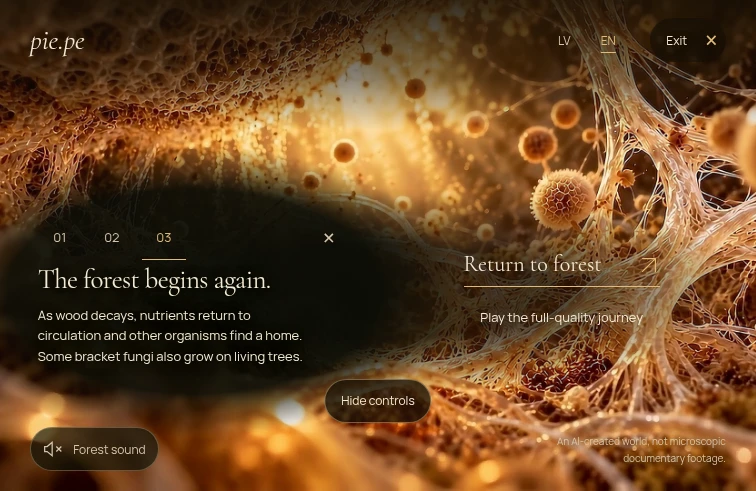 pie.pe
LV EN Exit ×
01 02 03 ×
The forest begins again.
As wood decays, nutrients return to
circulation and other organisms find a home.
Some bracket fungi also grow on living trees.
Return to forest
Play the full-quality journey
Hide controls
Forest sound
An AI-created world, not microscopic
documentary footage.